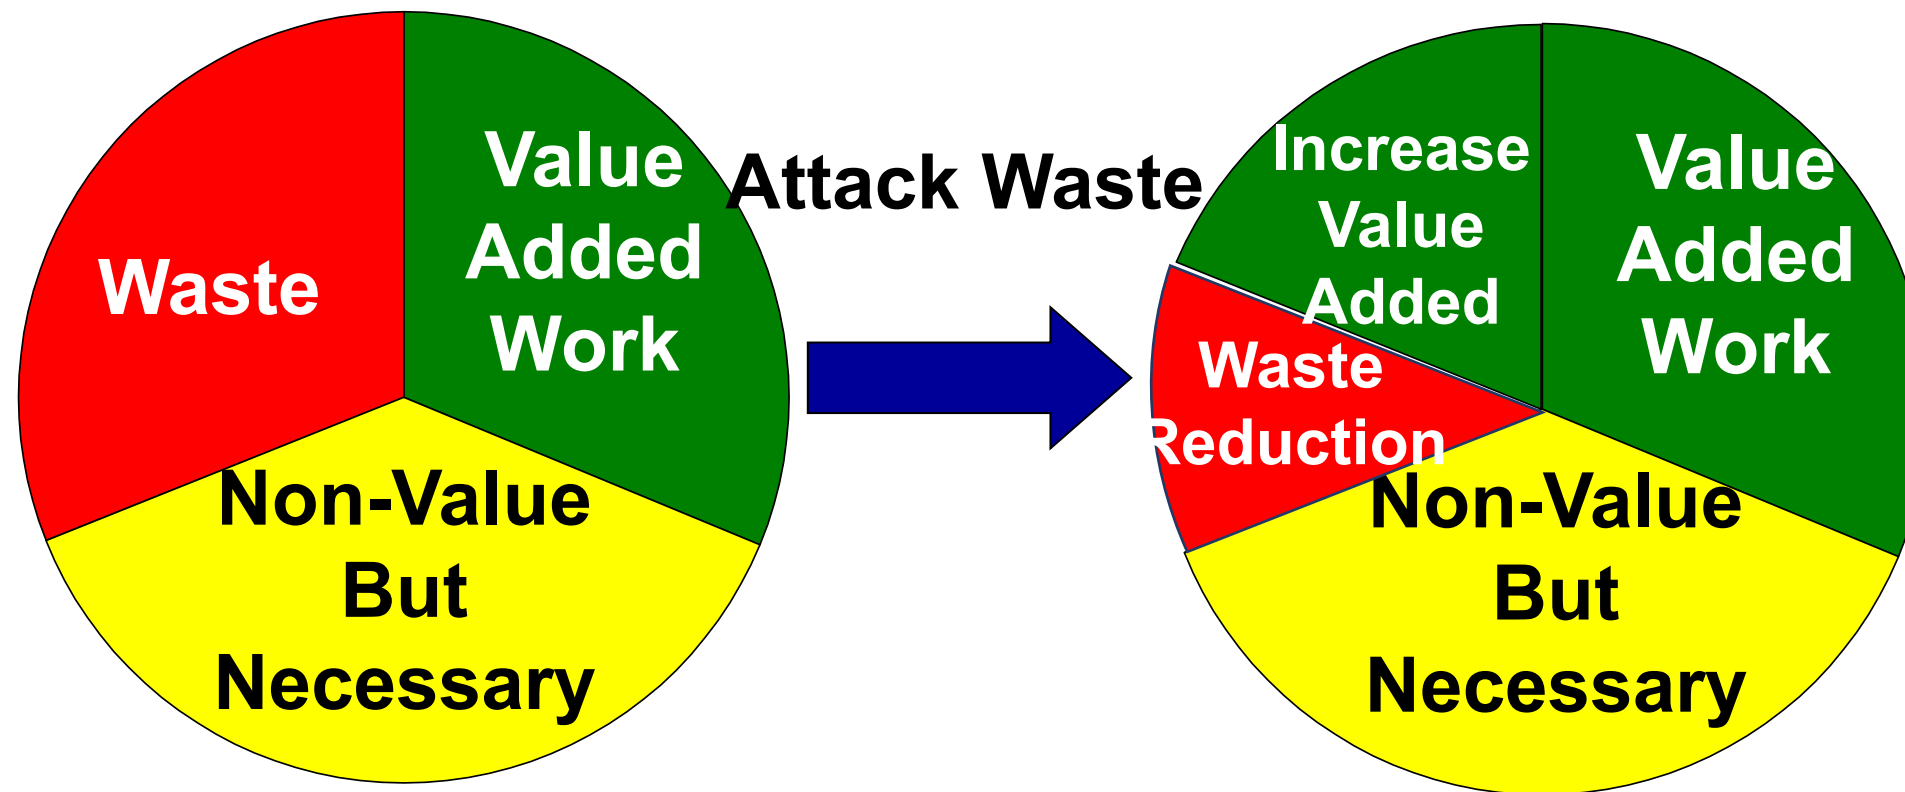 Waste
Value
Added
Work
Non-Value
But
Necessary
Attack Waste
Increase
Value
Added
Waste
Reduction
Value
Added
Work
Non-Value
But
Necessary